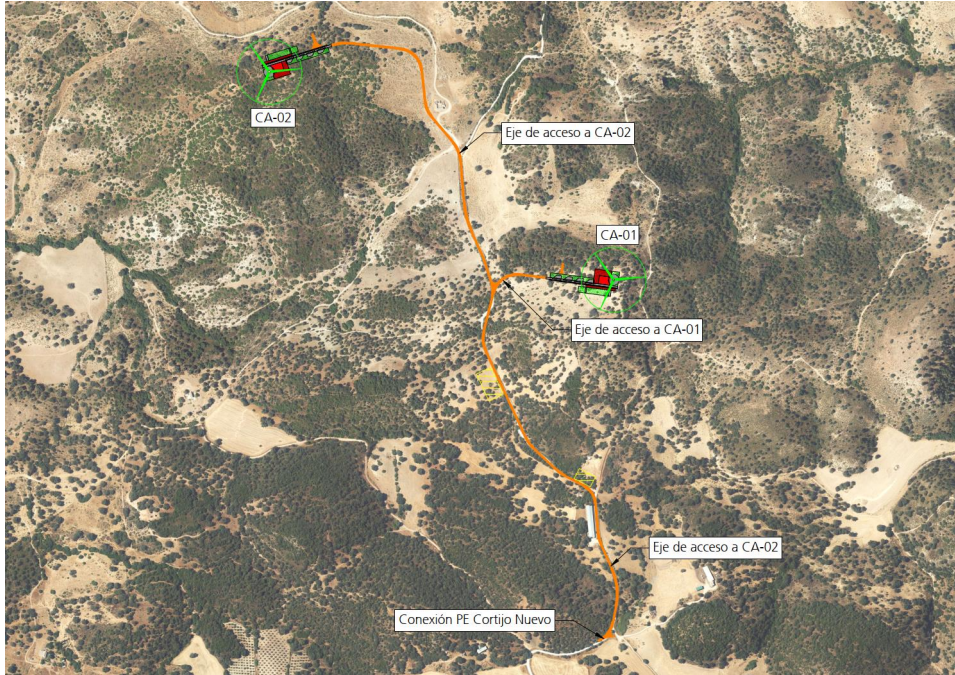 CA-02
Eje de acceso a CA-02
CA-01
Eje de acceso a CA-01
Eje de acceso a CA-02
Conexión PE Cortijo Nuevo